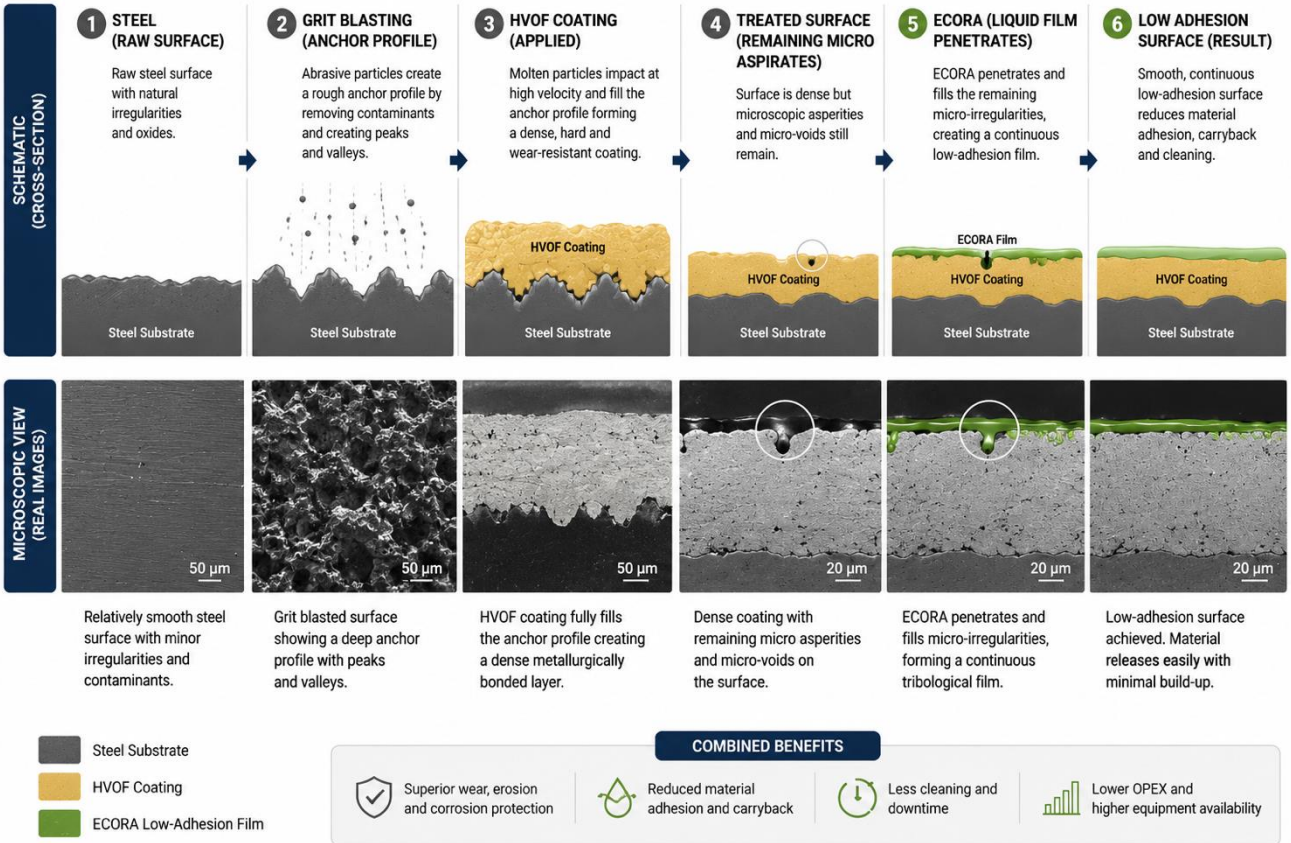 SCHEMATIC
(CROSS-SECTION)
1
STEEL
(RAW SURFACE)
Raw steel surface
with natural
irregularities
and oxides.
Steel Substrate
2
GRIT BLASTING
(ANCHOR PROFILE)
Abrasive particles create
a rough anchor profile by
removing contaminants
and creating peaks
and valleys.
Steel Substrate
3
HVOF COATING
(APPLIED)
Molten particles impact at
high velocity and fill the
anchor profile forming
a dense, hard and
wear-resistant coating.
HVOF Coating
Steel Substrate
4
TREATED SURFACE
(REMAINING MICRO
ASPIRATES)
Surface is dense but
microscopic asperities
and micro-voids still
remain.
HVOF Coating
Steel Substrate
5
ECORA (LIQUID FILM
PENETRATES)
ECORA penetrates and
fills the remaining
micro-irregularities,
creating a continuous
low-adhesion film.
ECORA Film
HVOF Coating
Steel Substrate
6
LOW ADHESION
SURFACE (RESULT)
Smooth, continuous
low-adhesion surface
reduces material
adhesion, carryback
and cleaning.
HVOF Coating
Steel Substrate
MICROSCOPIC VIEW
(REAL IMAGES)
50 µm
50 µm
50 µm
20 µm
20 µm
20 µm
Relatively smooth steel
surface with minor
irregularities and
contaminants.
Grit blasted surface
showing a deep anchor
profile with peaks
and valleys.
HVOF coating fully fills
the anchor profile creating
a dense metallurgically
bonded layer.
Dense coating with
remaining micro asperities
and micro-voids on
the surface.
ECORA penetrates and
fills micro-irregularities,
forming a continuous
tribological film.
Low-adhesion surface
achieved. Material
releases easily with
minimal build-up.
Steel Substrate
HVOF Coating
ECORA Low-Adhesion Film
COMBINED BENEFITS
Superior wear, erosion
and corrosion protection
Reduced material
adhesion and carryback
Less cleaning and
downtime
Lower OPEX and
higher equipment availability